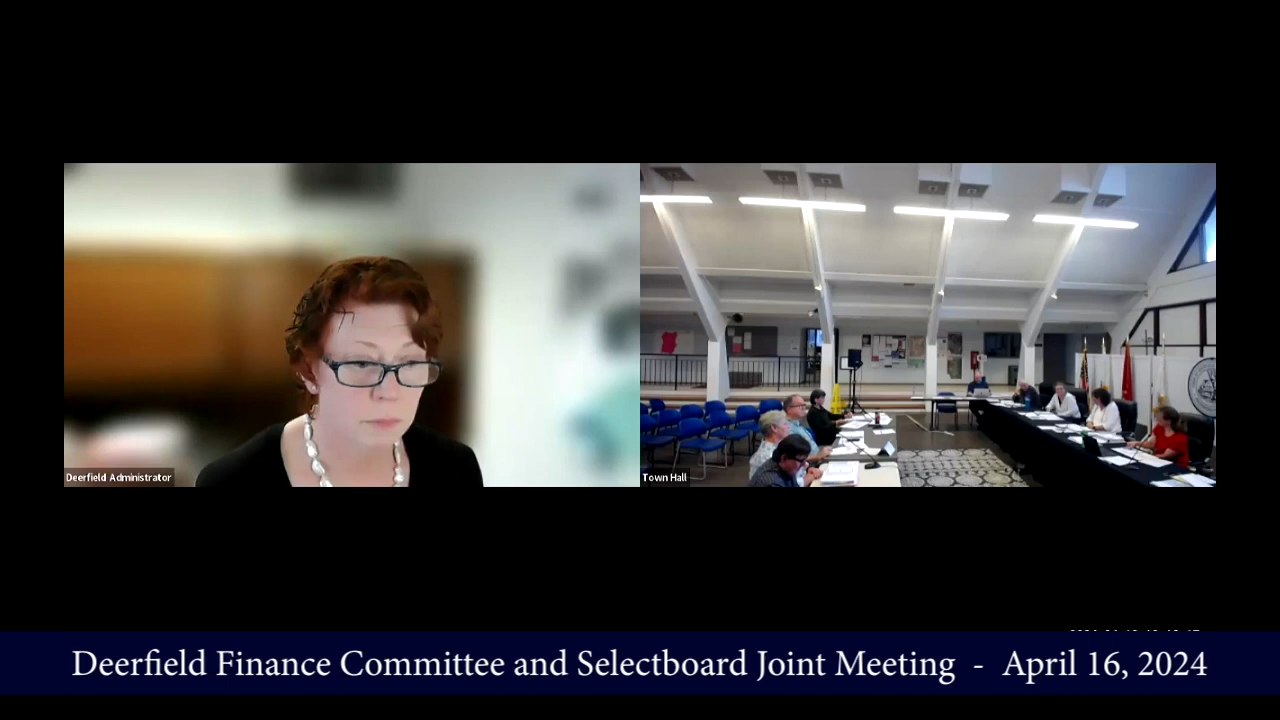 Deerfield Administrator
Town Hall
Deerfield Finance Committee and Selectboard Joint Meeting - April 16, 2024